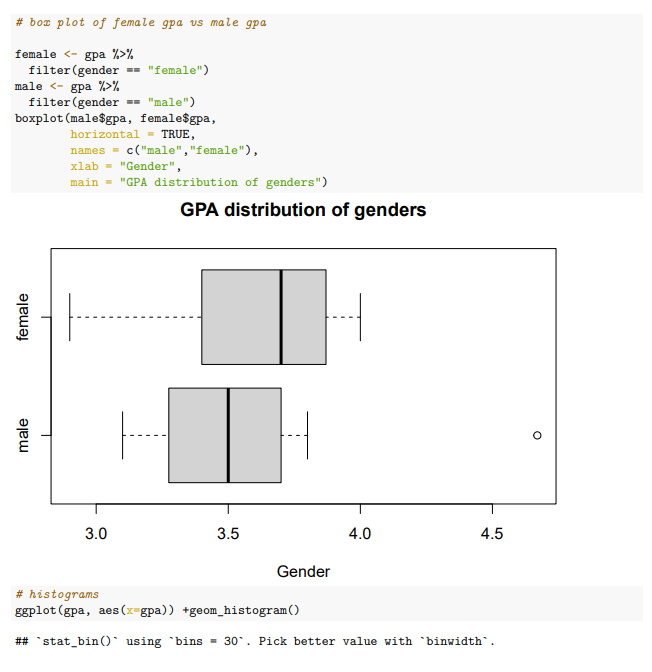 # box plot of female gpa vs male gpa
female <- gpa %>%
  filter(gender == "female")
male <- gpa %>%
  filter(gender == "male")
boxplot(male$gpa, female$gpa,
        horizontal = TRUE,
        names = c("male","female"),
        xlab = "Gender",
        main = "GPA distribution of genders")
GPA distribution of genders
female
male
3.0 3.5 4.0 4.5
Gender
# histograms
ggplot(gpa, aes(x=gpa)) +geom_histogram()
## `stat_bin()` using `bins = 30`. Pick better value with `binwidth`.